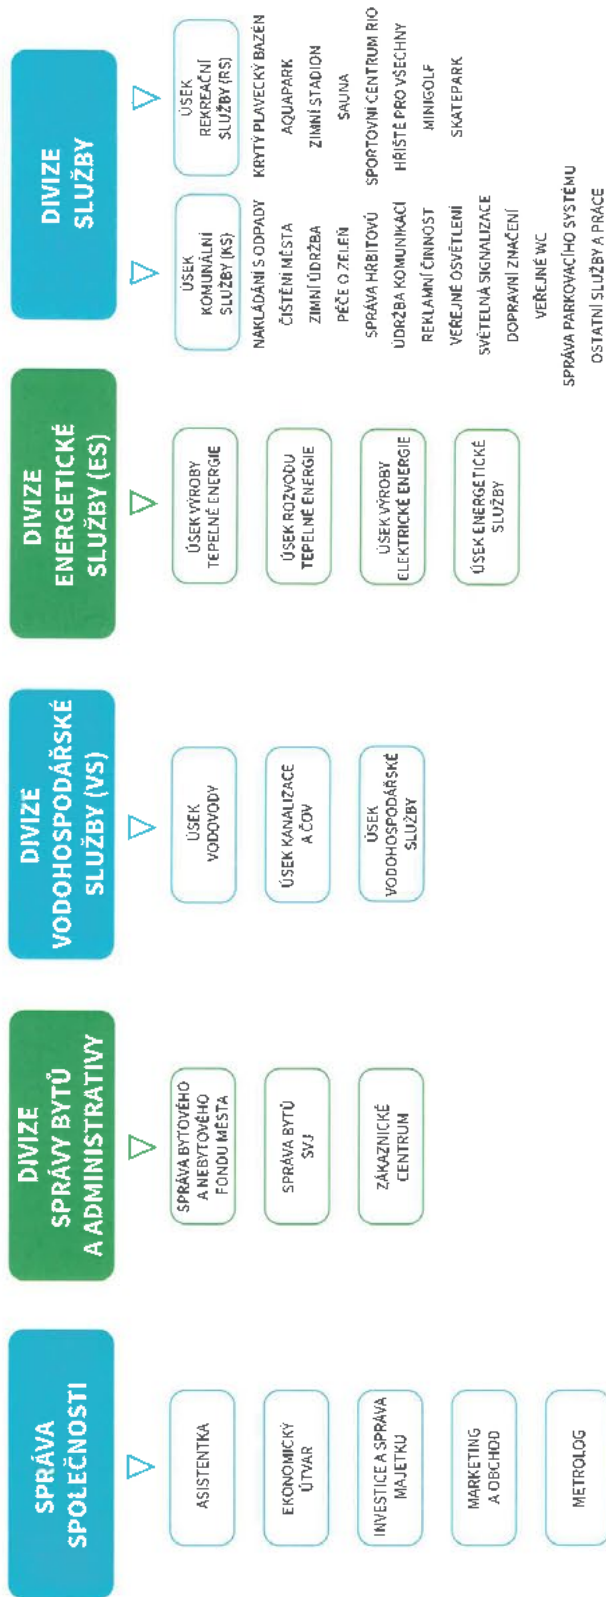 SPRÁVA
SPOLEČNOSTI
ASISTENTKA
EKONOMICKÝ
ÚTVAR
INVESTICE A SPRÁVA
MAJETKU
MARKETING
A OBCHOD
METROLOG
DIVIZE
SPRÁVY BYTŮ
A ADMINISTRATIVY
SPRÁVA BYTOVÉHO
A NEBYTOVÉHO
FONDU MĚSTA
SPRÁVA BYTŮ
SVJ
ZÁKAZNICKÉ
CENTRUM
DIVIZE
VODOHOSPODÁŘSKÉ
SLUŽBY (VS)
ÚSEK
VODOVODY
ÚSEK KANALIZACE
A ČOV
ÚSEK
VODOHOSPODÁŘSKÉ
SLUŽBY
DIVIZE
ENERGETICKÉ
SLUŽBY (ES)
ÚSEK VÝROBY
TEPELNÉ ENERGIE
ÚSEK ROZVODU
TEPELNÉ ENERGIE
ÚSEK VÝROBY
ELEKTRICKÉ ENERGIE
ÚSEK ENERGETICKÉ
SLUŽBY
DIVIZE
SLUŽBY
ÚSEK
KOMUNÁLNÍ
SLUŽBY (KS)
NAKLÁDÁNÍ S ODPADY
ČIŠTĚNÍ MĚSTA
ZIMNÍ ÚDRŽBA
PÉČE O ZELEŇ
SPRÁVA HŘBITOVŮ
ÚDRŽBA KOMUNIKACÍ
REKLAMNÍ ČINNOST
VEŘEJNÉ OSVĚTLENÍ
SVĚTELNÁ SIGNALIZACE
DOPRAVNÍ ZNAČENÍ
VEŘEJNÉ WC
SPRÁVA PARKOVACÍHO SYSTÉMU
OSTATNÍ SLUŽBY A PRÁCE
ÚSEK
REKREAČNÍ
SLUŽBY (RS)
KRYTÝ PLAVECKÝ BAZÉN
AQUAPARK
ZIMNÍ STADION
SAUNA
SPORTOVNÍ CENTRUM RIO
HŘIŠTĚ PRO VŠECHNY
MINIGOLF
SKATEPARK